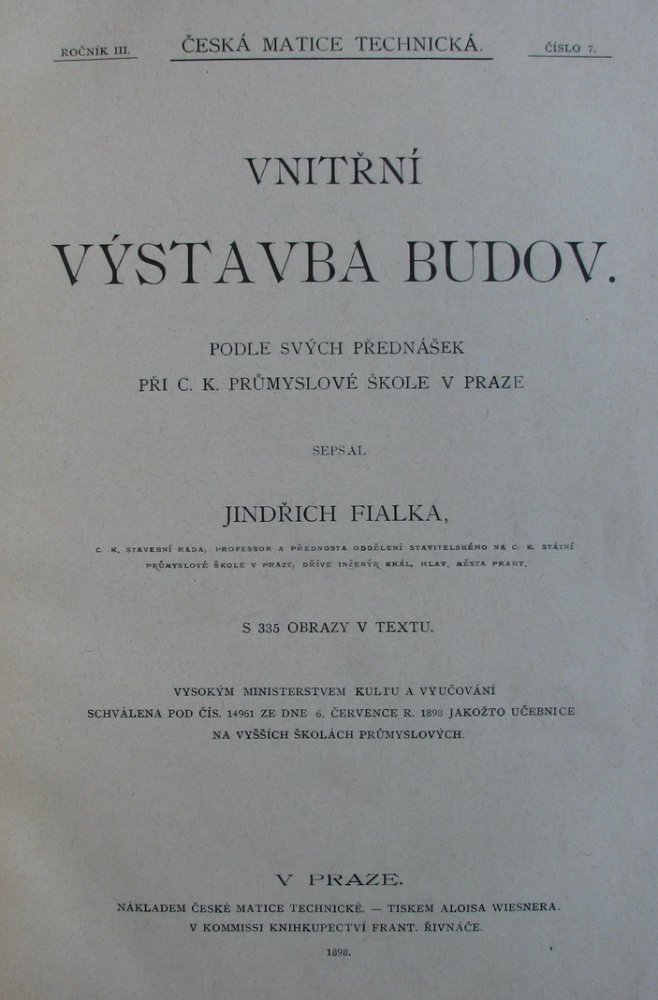 ROČNÍK III.
ČESKÁ MATICE TECHNICKÁ.
ČÍSLO 7.
VNITŘNÍ
VÝSTAVBA BUDOV.
PODLE SVÝCH PŘEDNÁŠEK
PŘI C. K. PRŮMYSLOVÉ ŠKOLE V PRAZE
SEPSAL
JINDŘICH FIALKA,
C. K. STAVEBNÍ RADA, PROFESSOR A PŘEDNOSTA ODDĚLENÍ STAVITELSKÉHO NA C. K. STÁTNÍ
PRŮMYSLOVÉ ŠKOLE V PRAZE, DŘÍVE INŽENÝR KRÁL. HLAV. MĚSTA PRAHY.
S 335 OBRAZY V TEXTU.
VYSOKÝM MINISTERSTVEM KULTU A VYUČOVÁNÍ
SCHVÁLENA POD ČÍS. 14961 ZE DNE 6. ČERVENCE R. 1898 JAKOŽTO UČEBNICE
NA VYŠŠÍCH ŠKOLÁCH PRŮMYSLOVÝCH.
V PRAZE.
NÁKLADEM ČESKÉ MATICE TECHNICKÉ. — TISKEM ALOISA WIESNERA.
V KOMMISSI KNIHKUPECTVÍ FRANT. ŘIVNÁČE.
1898.